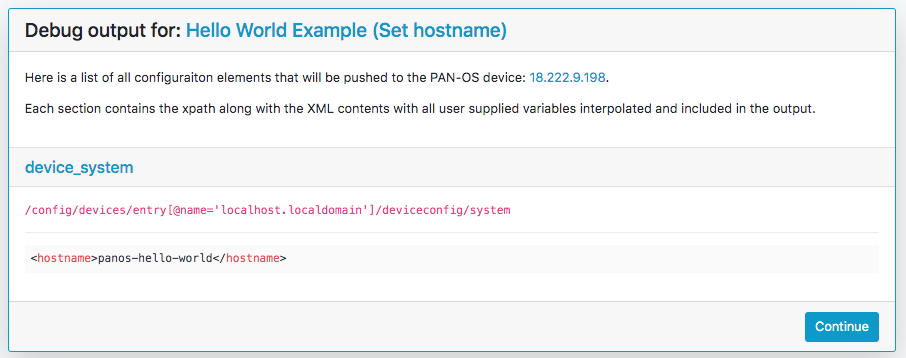 Debug output for: Hello World Example (Set hostname)
Here is a list of all configuraiton elements that will be pushed to the PAN-OS device: 18.222.9.198.
Each section contains the xpath along with the XML contents with all user supplied variables interpolated and included in the output.
device_system
/config/devices/entry[@name='localhost.localdomain']/deviceconfig/system
<hostname>panos-hello-world</hostname>
Continue